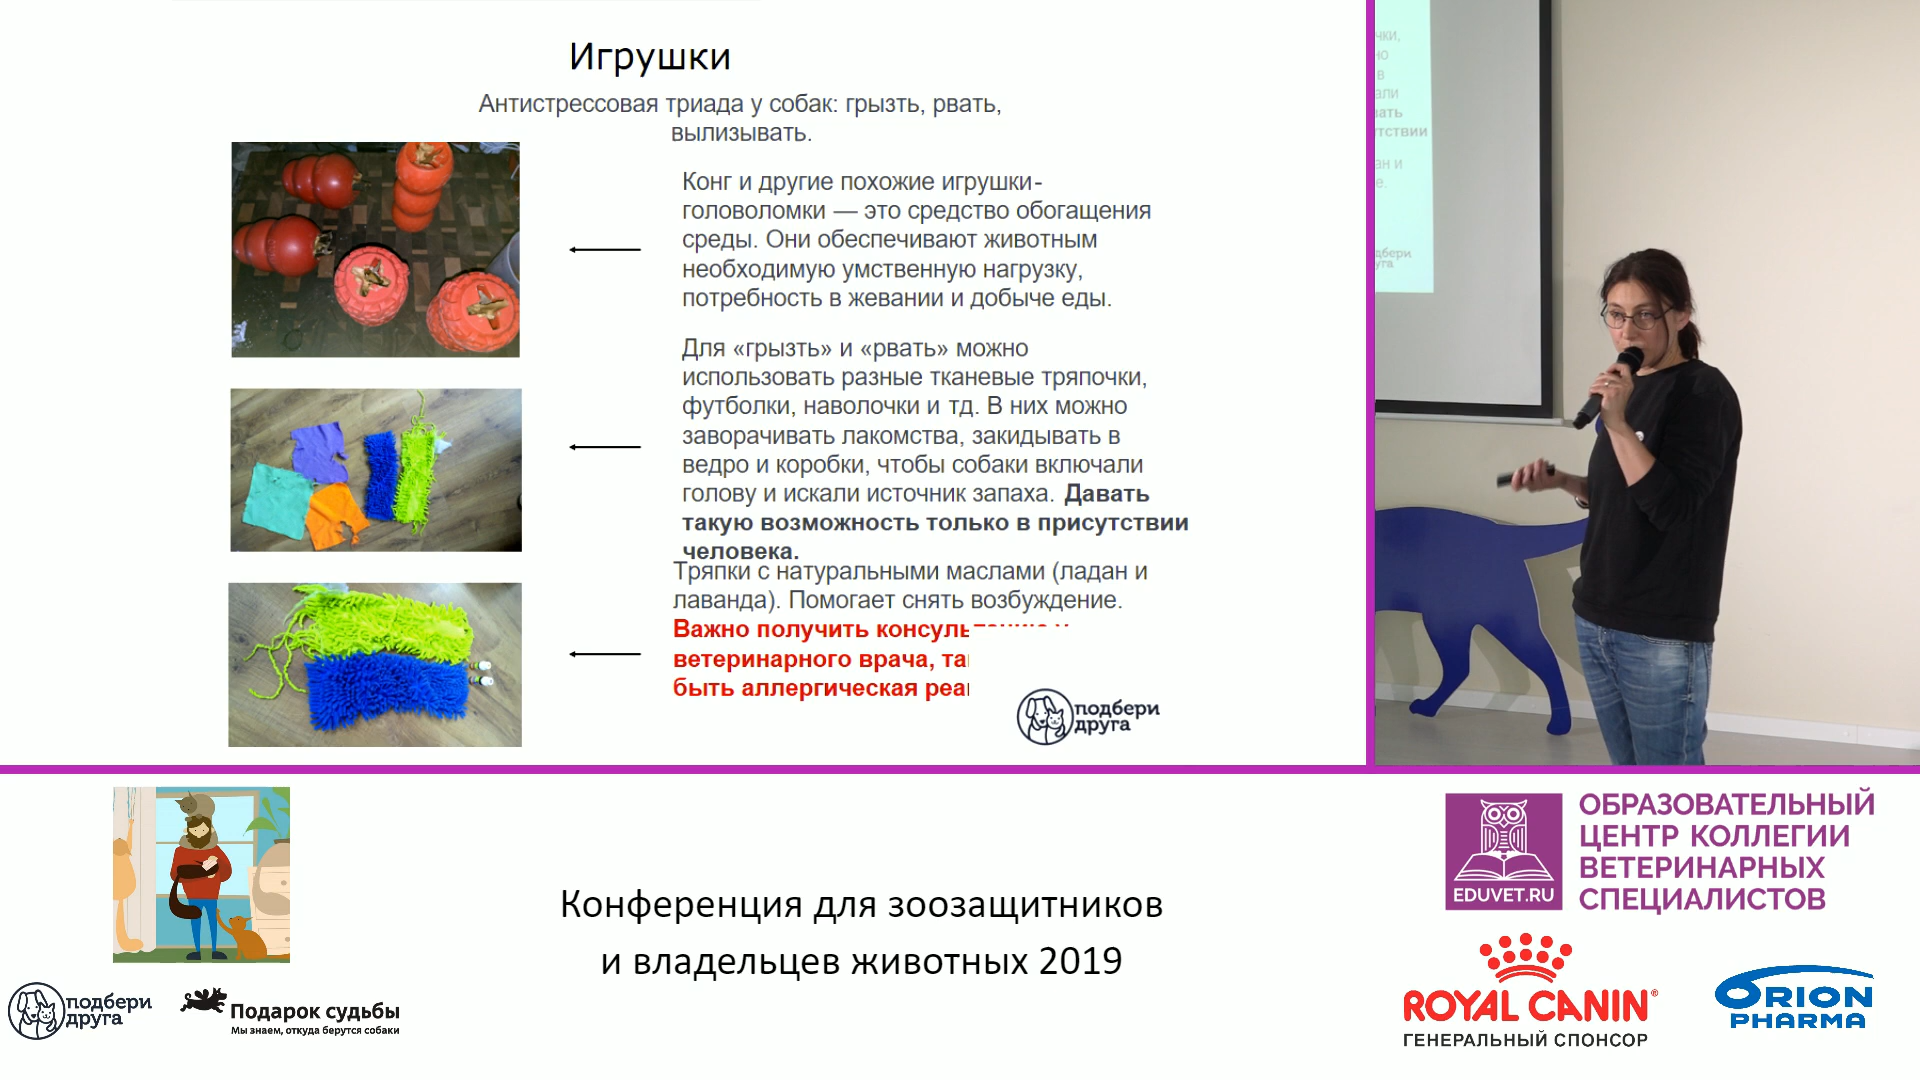 Игрушки
Антистрессовая триада у собак: грызть, рвать,
вылизывать.
Конг и другие похожие игрушки-
головоломки — это средство обогащения
среды. Они обеспечивают животным
необходимую умственную нагрузку,
потребность в жевании и добыче еды.
Для «грызть» и «рвать» можно
использовать разные тканевые тряпочки,
футболки, наволочки и тд. В них можно
заворачивать лакомства, закидывать в
ведро и коробки, чтобы собаки включали
голову и искали источник запаха. Давать
такую возможность только в присутствии
человека.
Тряпки с натуральными маслами (ладан и
лаванда). Помогает снять возбуждение.
Важно получить
ветеринарного врача,
быть аллергическая
подбери
друга
Конференция для зоозащитников
и владельцев животных 2019
подбери
друга
Подарок судьбы
Мы знаем, откуда берутся собаки
EDUVET.RU
ОБРАЗОВАТЕЛЬНЫЙ
ЦЕНТР КОЛЛЕГИИ
ВЕТЕРИНАРНЫХ
СПЕЦИАЛИСТОВ
ROYAL CANIN®
ГЕНЕРАЛЬНЫЙ СПОНСОР
ORION
PHARMA